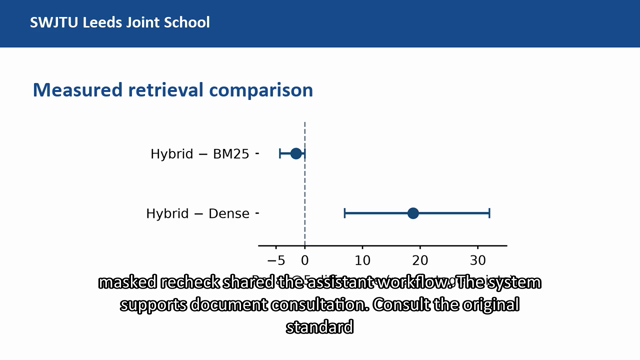 SWJTU Leeds Joint School
Measured retrieval comparison
Hybrid − BM25
Hybrid − Dense
−5 0 10 20 30
masked recheck shared the assistant workflow. The system
supports document consultation. Consult the original
standard